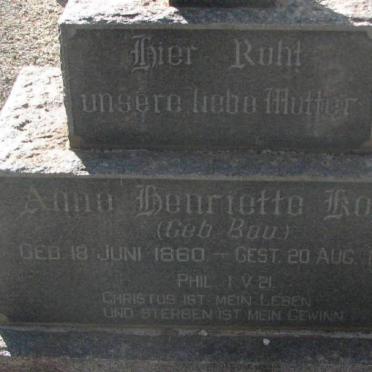 Hier Ruht
unsere liebe Mutter
Anna Henriette Ko
(Geb. Bau.)
GEB. 18 JUNI 1860 - GEST. 20 AUG.
PHIL. I. V. 21.
CHRISTUS IST MEIN LEBEN
UND STERBEN IST MEIN GEWINN.